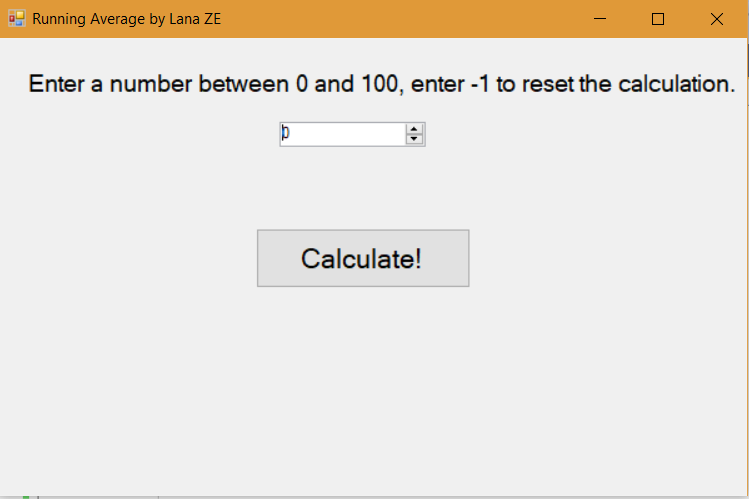 Running Average by Lana ZE
Enter a number between 0 and 100, enter -1 to reset the calculation.
0
Calculate!